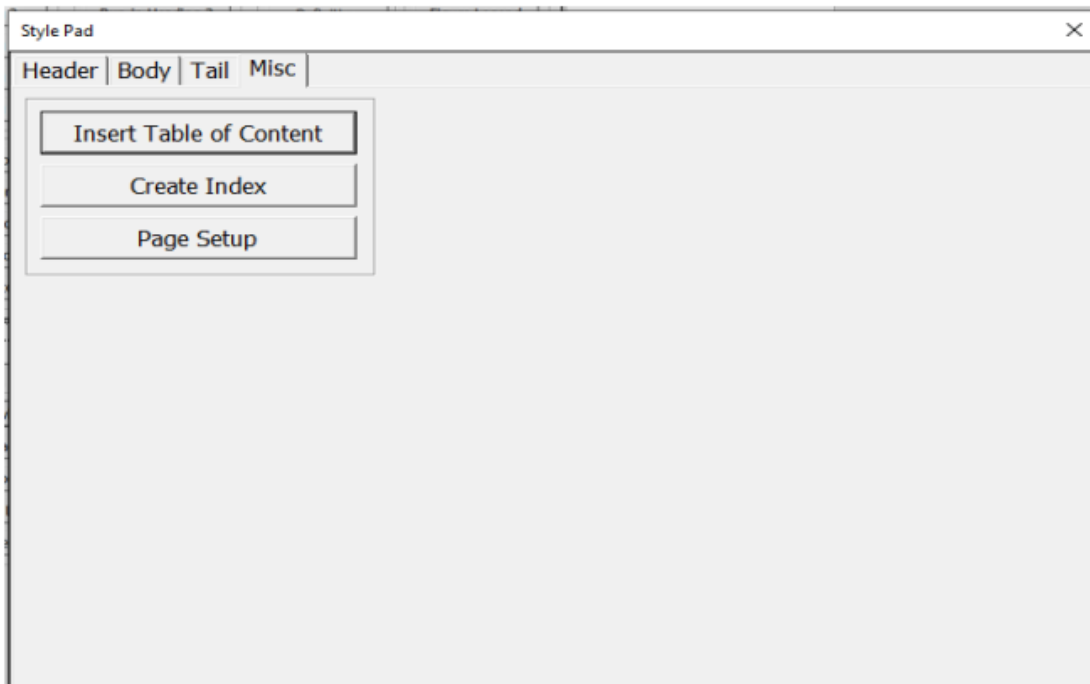 Style Pad
Header Body Tail Misc
Insert Table of Content
Create Index
Page Setup